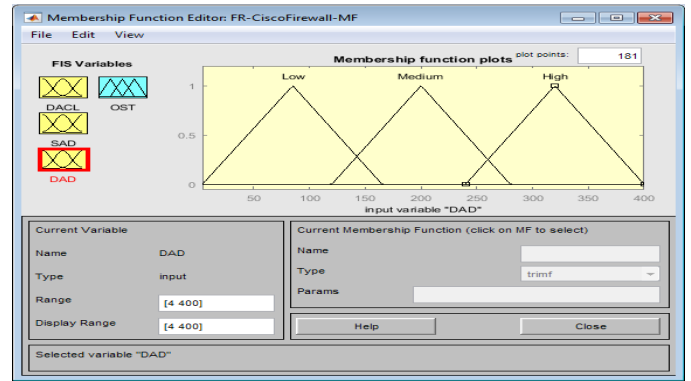 Membership Function Editor: FR-CiscoFirewall-MF
File Edit View
FIS Variables
Membership function plots
plot points: 181
DACL
OST
SAD
DAD
Low Medium High
1
0.5
0
50 100 150 200 250 300 350 400
input variable "DAD"
Current Variable
Name DAD
Type input
Range [4 400]
Display Range [4 400]
Current Membership Function (click on MF to select)
Name
Type trimf
Params
Help Close
Selected variable "DAD"